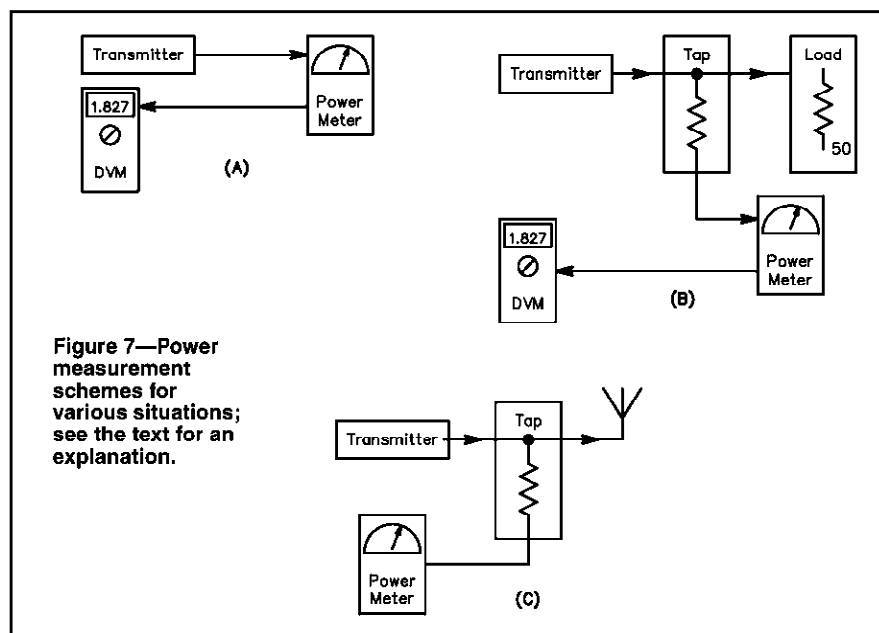 Transmitter
1.827
DVM
Power
Meter
(A)
Transmitter
Tap
Load
50
1.827
DVM
Power
Meter
(B)
Figure 7—Power
measurement
schemes for
various situations;
see the text for an
explanation.
Transmitter
Tap
Power
Meter
(C)